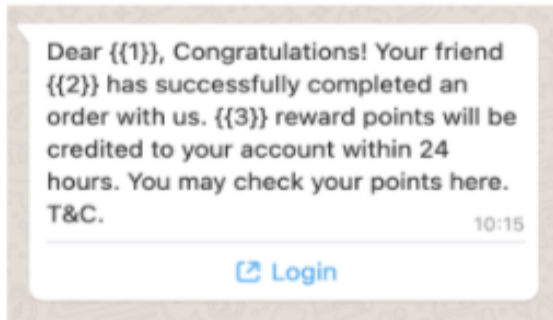 Dear {{1}}, Congratulations! Your friend
{{2}} has successfully completed an
order with us. {{3}} reward points will be
credited to your account within 24
hours. You may check your points here.
T&C.
10:15
Login